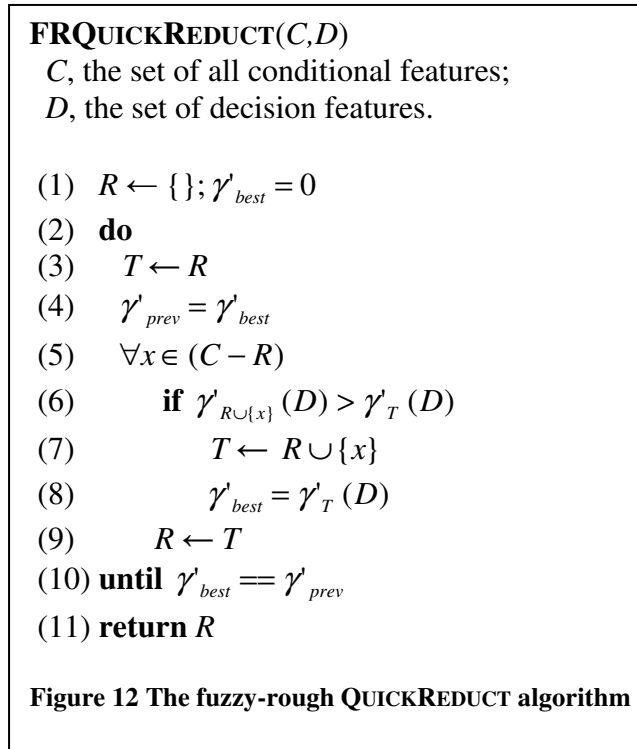 FRQUICKREDUCT(C,D)
C, the set of all conditional features;
D, the set of decision features.
(1) R ← {}; γ'best = 0
(2) do
(3) T ← R
(4) γ'prev = γ'best
(5) ∀x ∈ (C − R)
(6) if γ'R∪{x} (D) > γ'T (D)
(7) T ← R ∪ {x}
(8) γ'best = γ'T (D)
(9) R ← T
(10) until γ'best == γ'prev
(11) return R
Figure 12 The fuzzy-rough QUICKREDUCT algorithm